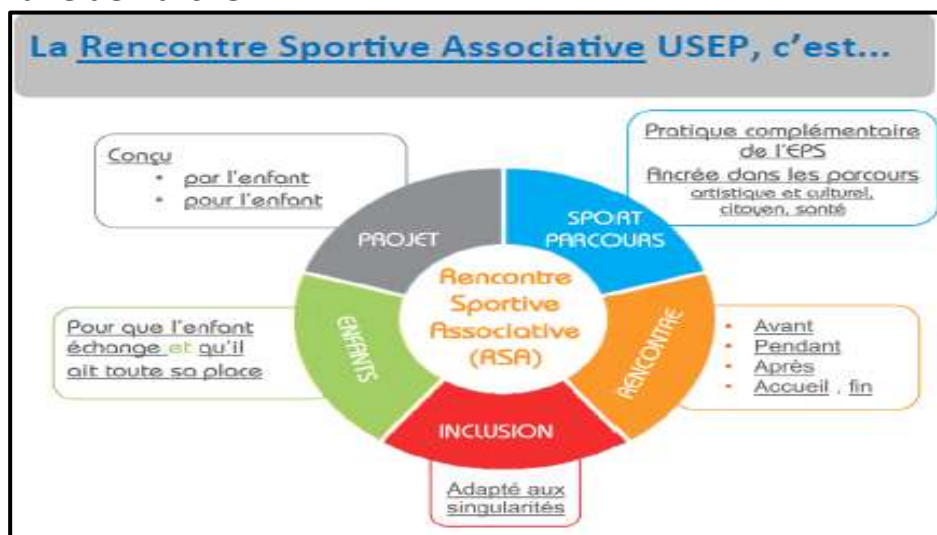 La Rencontre Sportive Associative USEP, c'est...
Conçu
• par l'enfant
• pour l'enfant
Pratique complémentaire
de l'EPS
Ancrée dans les parcours
artistique et culturel,
citoyen, santé
PROJET
SPORT
PARCOURS
Rencontre
Sportive
Associative
(RSA)
ENFANTS
RENCONTRE
INCLUSION
Pour que l'enfant
échange et qu'il
ait toute sa place
• Avant
• Pendant
• Après
• Accueil , fin
Adapté aux
singularités